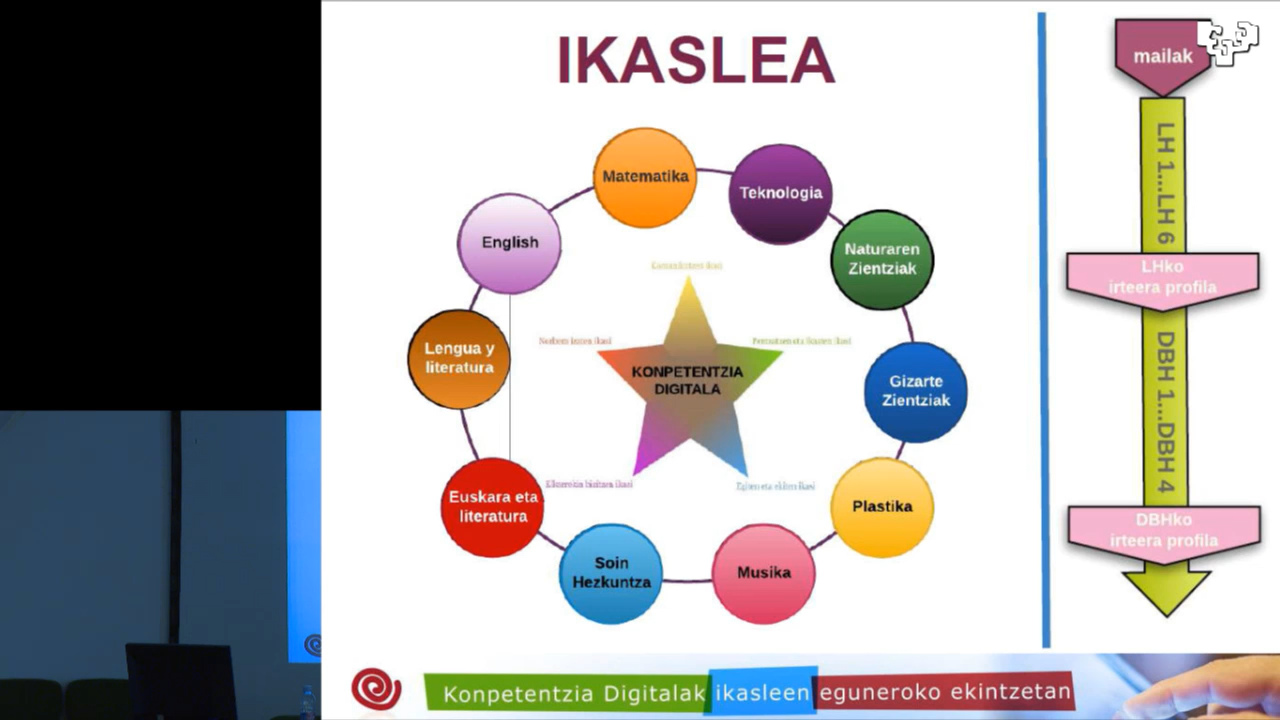 IKASLEA
Matematika
Teknologia
English
Naturaren
Zientziak
Lengua y
literatura
Gizarte
Zientziak
KONPETENTZIA
DIGITALA
Euskara eta
literatura
Plastika
Soin
Hezkuntza
Musika
mailak
LH 1...LH 6
LHko
irteera profila
DBH 1...DBH 4
DBHko
irteera profila
Konpetentzia Digitalak ikasleen eguneroko ekintzetan